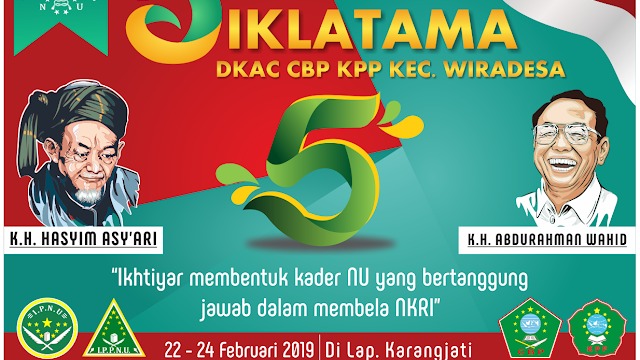 N U
DIKLATAMA
DKAC CBP KPP KEC. WIRADESA
5
K.H. HASYIM ASY'ARI
K.H. ABDURAHMAN WAHID
"Ikhtiyar membentuk kader NU yang bertanggung
jawab dalam membela NKRI"
I.P.N.U
I.P.P.N.U
C B P
K P P
22 - 24 Februari 2019 | Di Lap. Karangjati